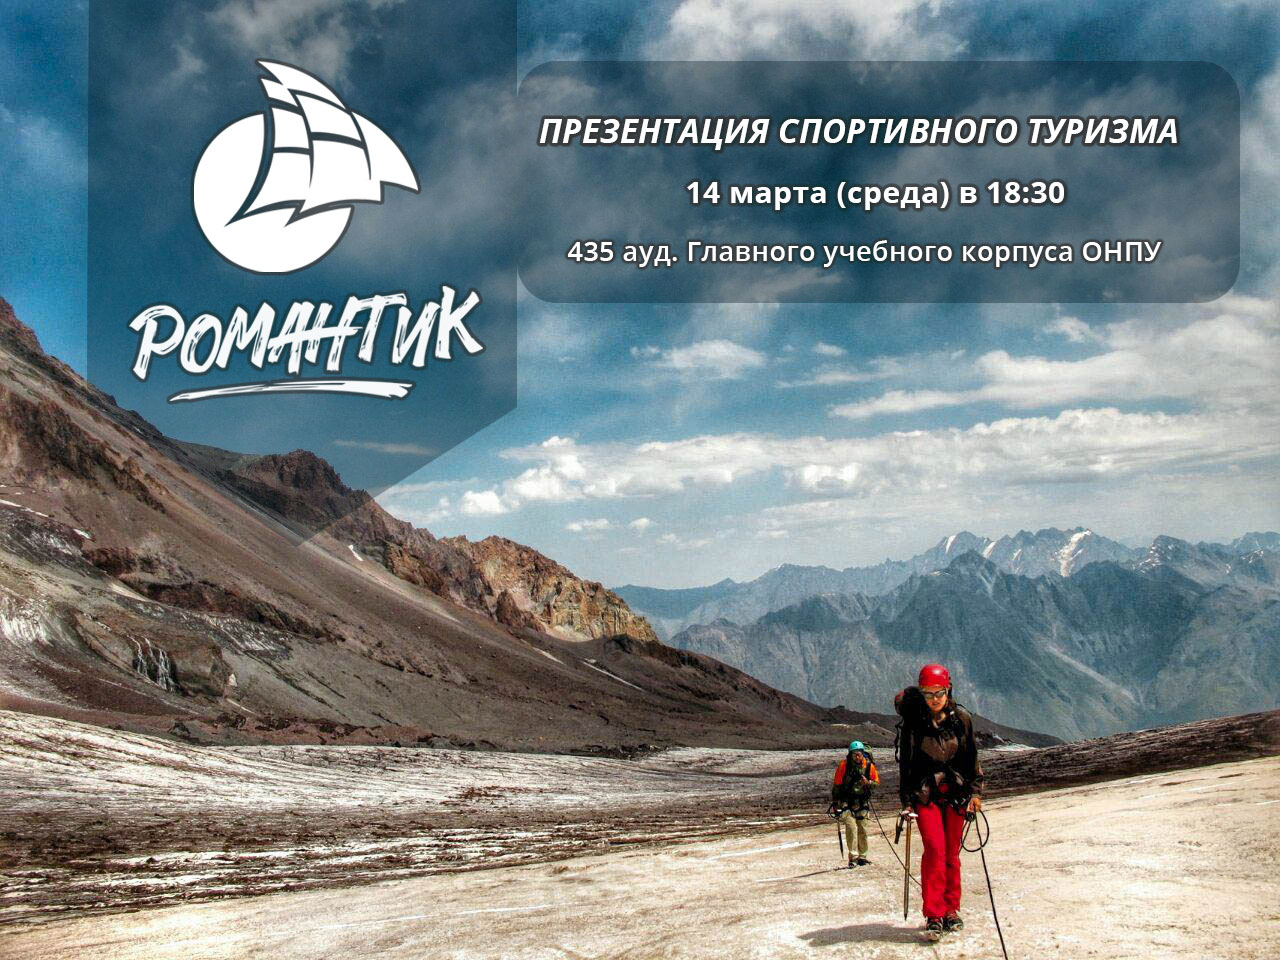 РОМАНТИК
ПРЕЗЕНТАЦИЯ СПОРТИВНОГО ТУРИЗМА
14 марта (среда) в 18:30
435 ауд. Главного учебного корпуса ОНПУ